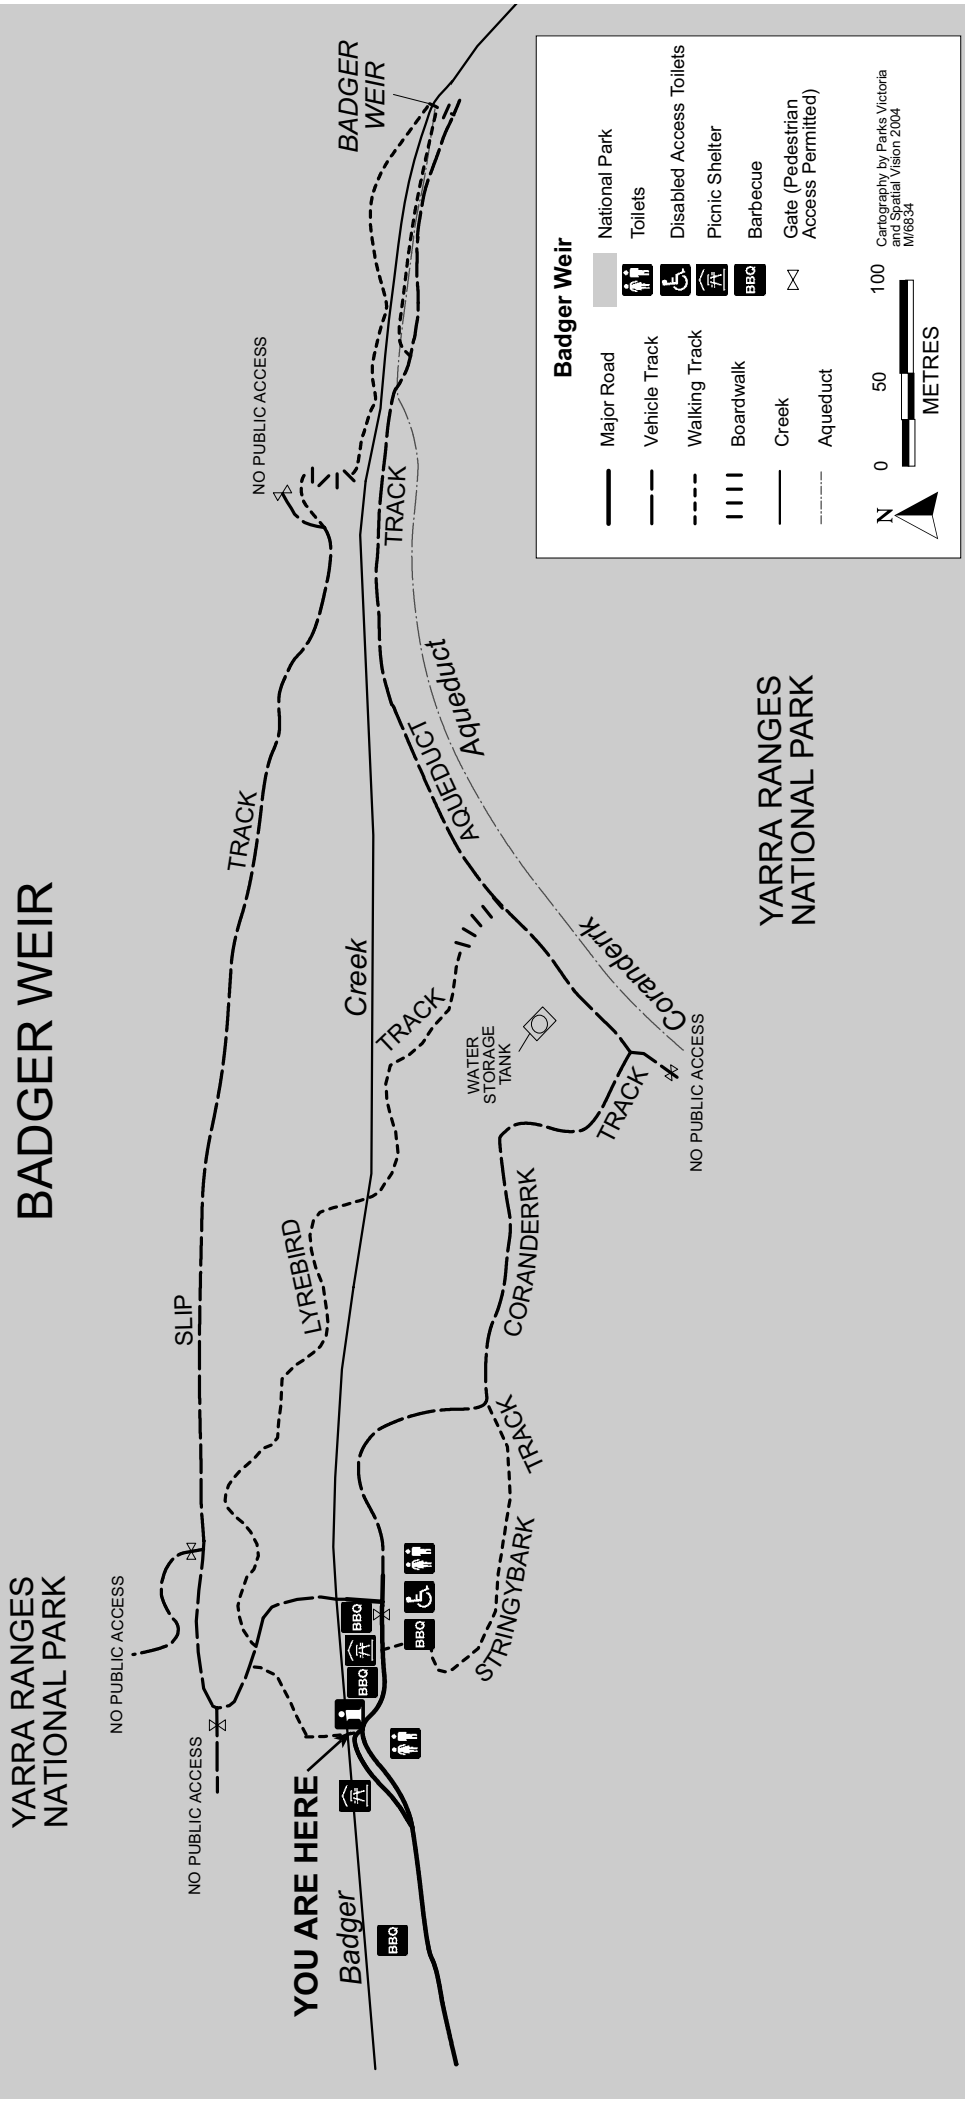 BADGER WEIR
YARRA RANGES
NATIONAL PARK
NO PUBLIC ACCESS
NO PUBLIC ACCESS
SLIP
TRACK
NO PUBLIC ACCESS
BADGER
WEIR
YOU ARE HERE
Badger
Creek
LYREBIRD
TRACK
TRACK
AQUEDUCT
Coranderrk
Aqueduct
WATER
STORAGE
TANK
BBQ
BBQ
BBQ
BBQ
i
STRINGYBARK
TRACK
CORANDERRK
TRACK
NO PUBLIC ACCESS
YARRA RANGES
NATIONAL PARK
Badger Weir
Major Road
Vehicle Track
Walking Track
Boardwalk
Creek
Aqueduct
National Park
Toilets
Disabled Access Toilets
Picnic Shelter
BBQ
Barbecue
Gate (Pedestrian
Access Permitted)
N
0 50 100
METRES
Cartography by Parks Victoria
and Spatial Vision 2004
M/6834